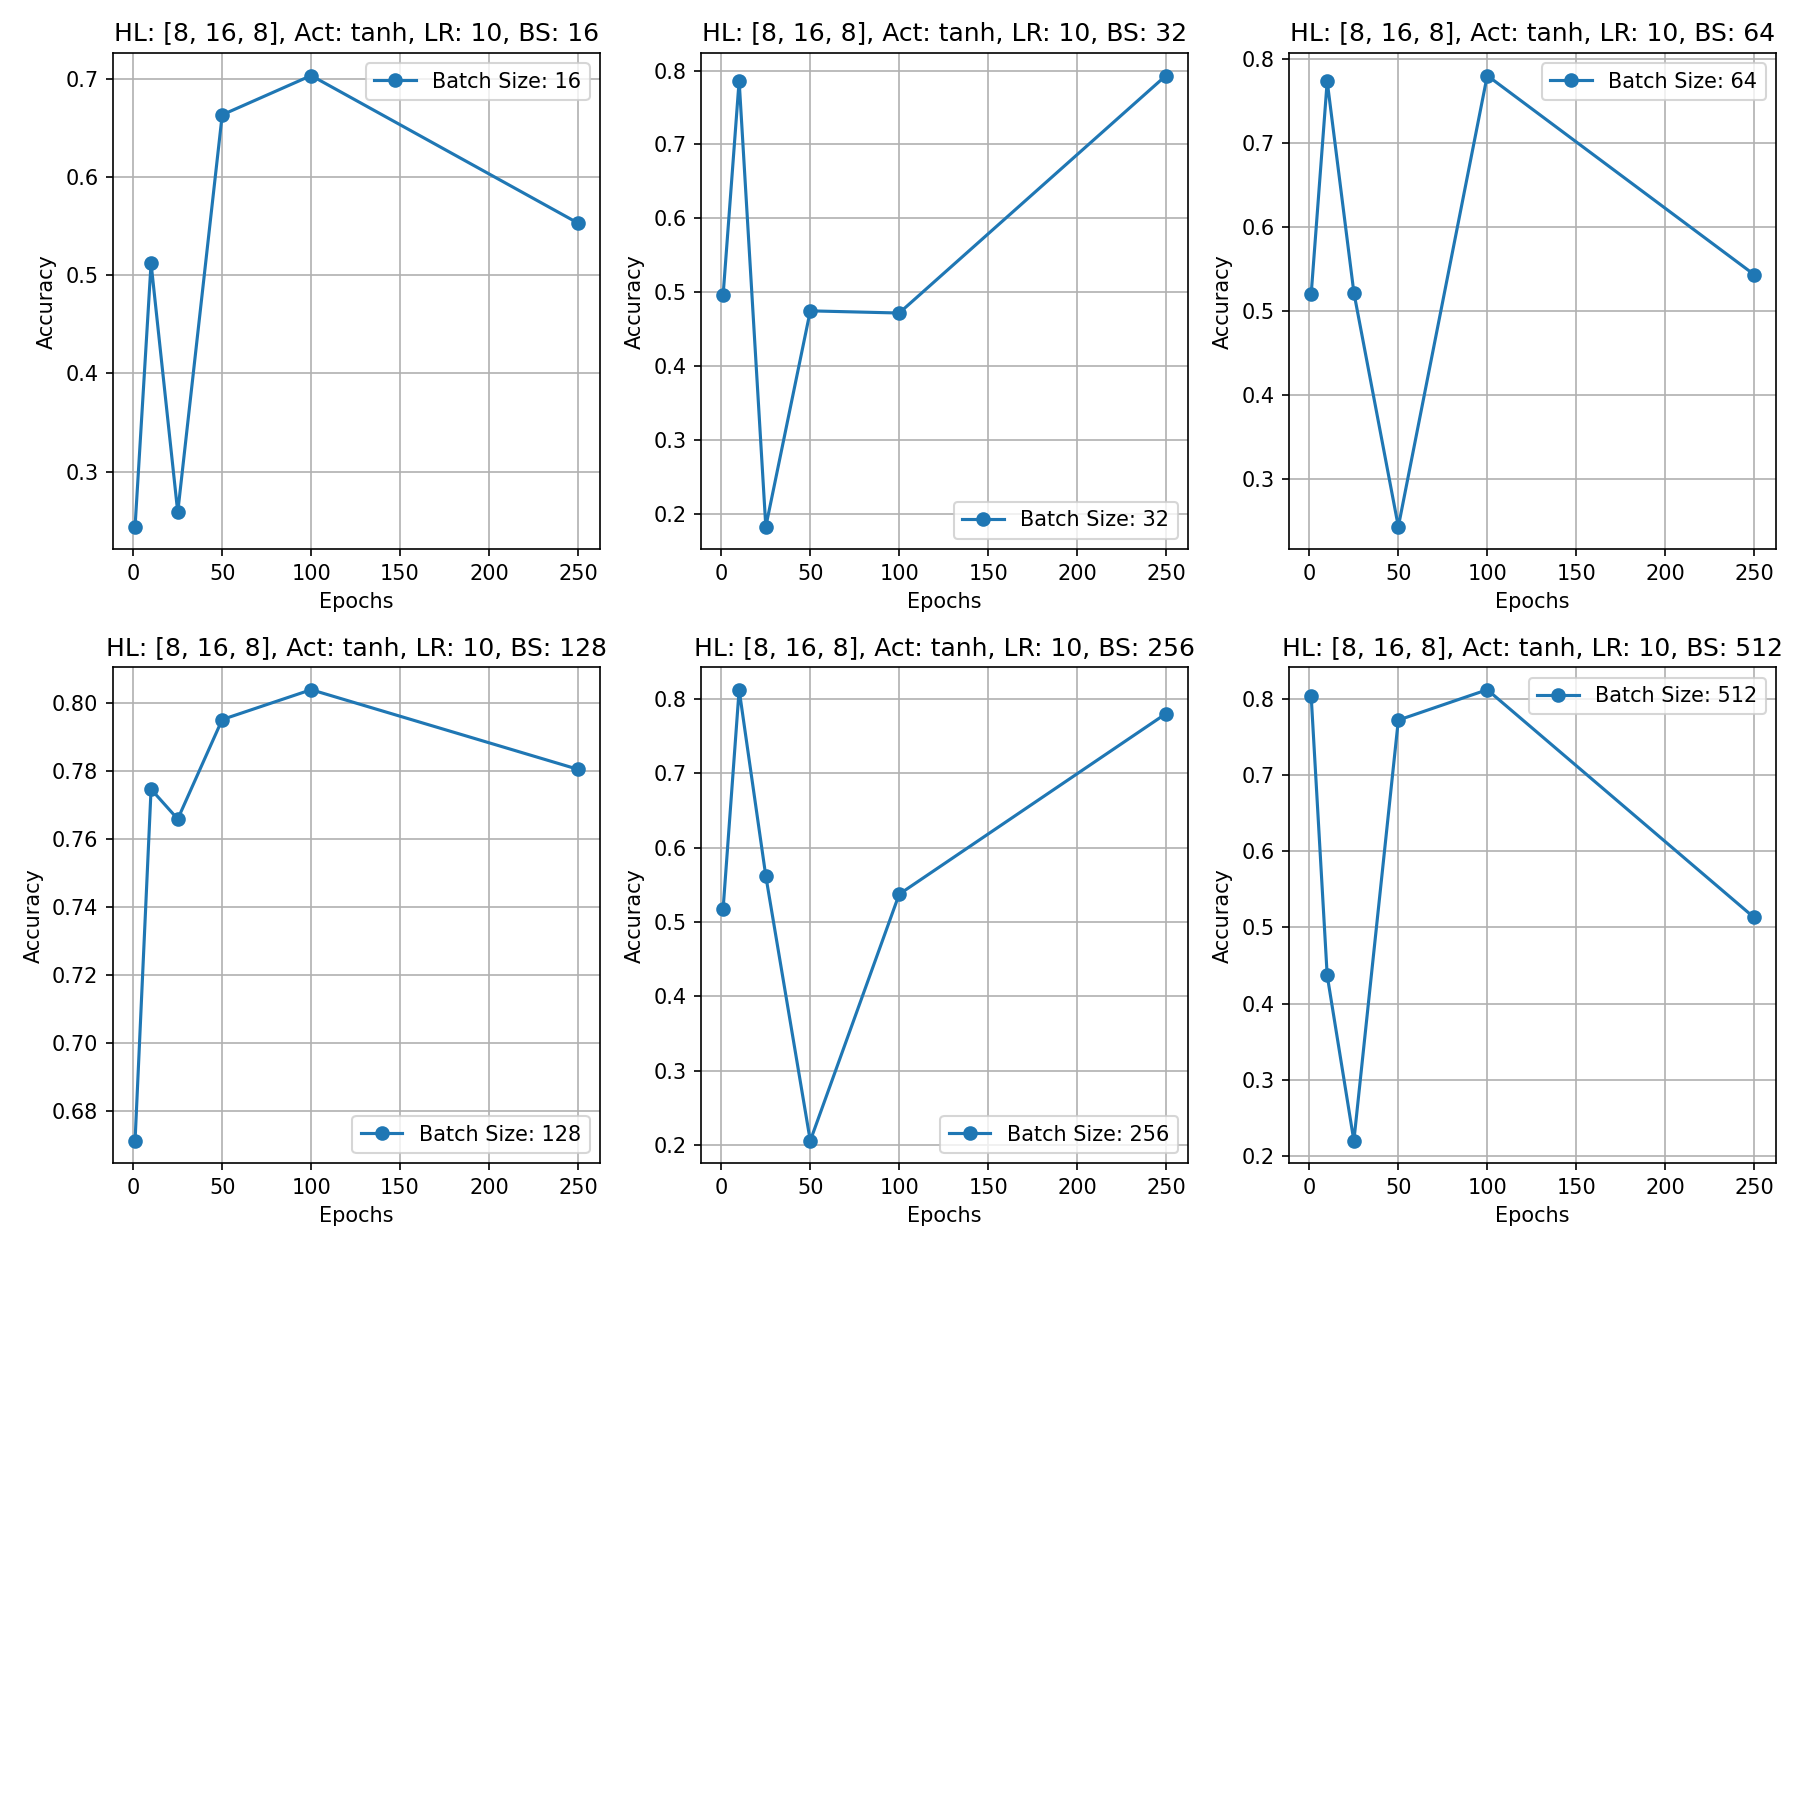 HL: [8, 16, 8], Act: tanh, LR: 10, BS: 16
Batch Size: 16
0.7
0.6
0.5
0.4
0.3
Accuracy
0 50 100 150 200 250
Epochs
HL: [8, 16, 8], Act: tanh, LR: 10, BS: 32
0.8
0.7
0.6
0.5
0.4
0.3
0.2
Accuracy
Batch Size: 32
0 50 100 150 200 250
Epochs
HL: [8, 16, 8], Act: tanh, LR: 10, BS: 64
Batch Size: 64
0.8
0.7
0.6
0.5
0.4
0.3
Accuracy
0 50 100 150 200 250
Epochs
HL: [8, 16, 8], Act: tanh, LR: 10, BS: 128
0.80
0.78
0.76
0.74
0.72
0.70
0.68
Accuracy
Batch Size: 128
0 50 100 150 200 250
Epochs
HL: [8, 16, 8], Act: tanh, LR: 10, BS: 256
0.8
0.7
0.6
0.5
0.4
0.3
0.2
Accuracy
Batch Size: 256
0 50 100 150 200 250
Epochs
HL: [8, 16, 8], Act: tanh, LR: 10, BS: 512
Batch Size: 512
0.8
0.7
0.6
0.5
0.4
0.3
0.2
Accuracy
0 50 100 150 200 250
Epochs